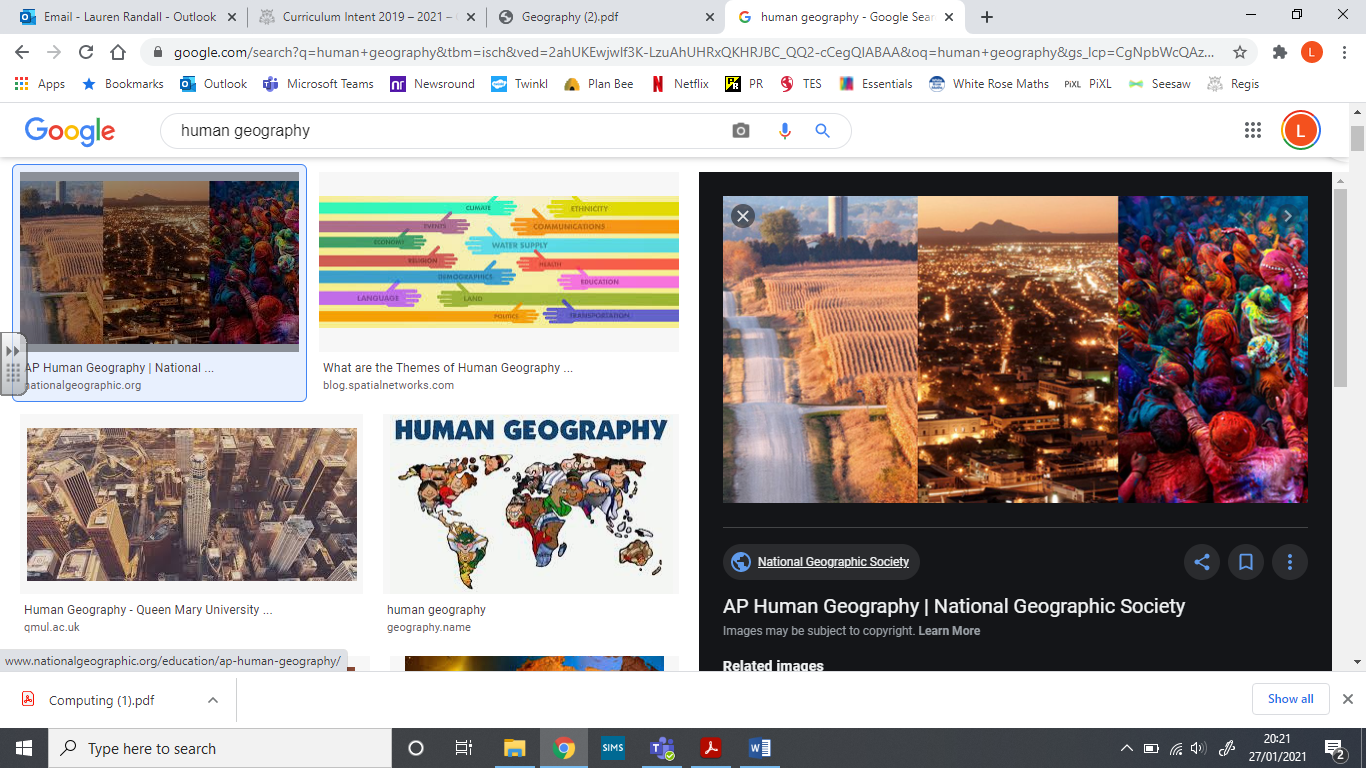 Email - Lauren Randall - Outlook
Curriculum Intent 2019 – 2021 –
Geography (2).pdf
human geography - Google Sear
google.com/search?q=human+geography&tbm=isch&ved=2ahUKEwjwlf3K-LzuAhUHRxQKHRJBC_QQ2-cCegQIABAA&oq=human+geography&gs_lcp=CgNpbWcQAz...
Apps Bookmarks Outlook Microsoft Teams nr Newsround Twinkl Plan Bee Netflix PR TES Essentials White Rose Maths PiXL PiXL Seesaw Regis
Google
human geography
L
CLIMATE
ETHNICITY
EVENTS
COMMUNICATIONS
ECONOMY
WATER SUPPLY
RELIGION
HEALTH
DEMOGRAPHICS
EDUCATION
LANGUAGE
LAND
POLITICS
TRANSPORTATION
AP Human Geography | National ...
nationalgeographic.org
What are the Themes of Human Geography ...
blog.spatialnetworks.com
HUMAN GEOGRAPHY
Human Geography - Queen Mary University ...
qmul.ac.uk
human geography
geography.name
National Geographic Society
AP Human Geography | National Geographic Society
Images may be subject to copyright. Learn More
Related images
www.nationalgeographic.org/education/ap-human-geography/
Computing (1).pdf
Show all
Type here to search
SIMS
20:21
27/01/2021
2